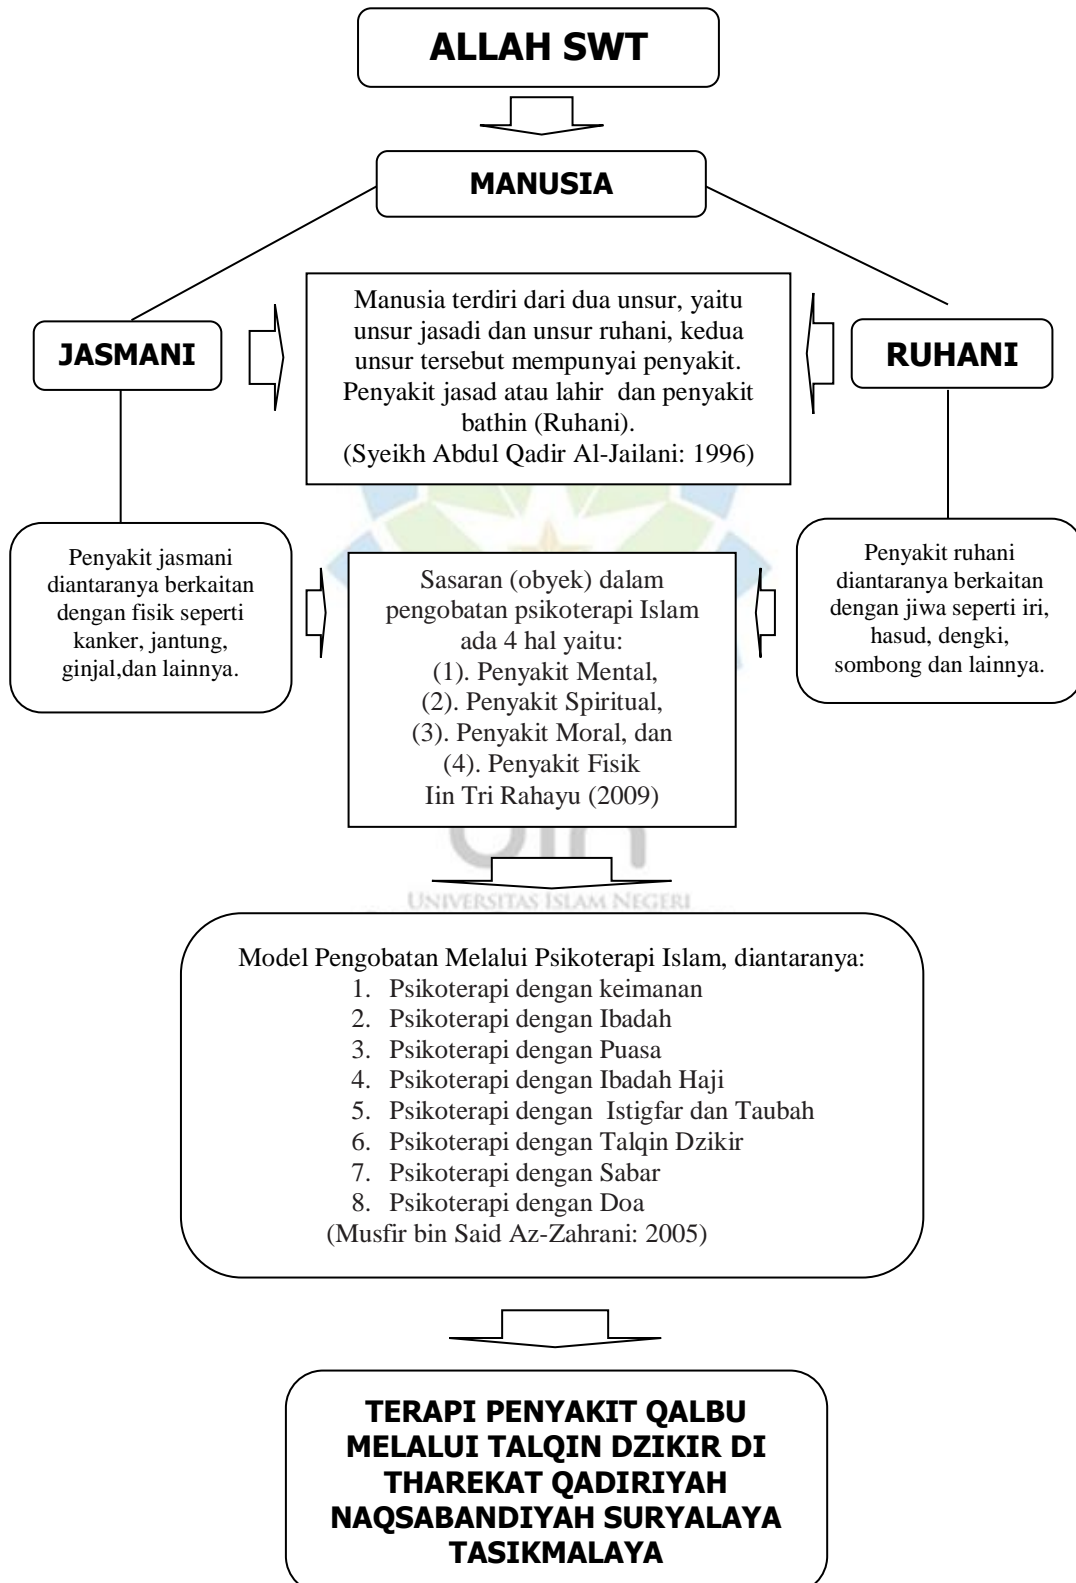 ALLAH SWT
MANUSIA
JASMANI
Manusia terdiri dari dua unsur, yaitu
unsur jasadi dan unsur ruhani, kedua
unsur tersebut mempunyai penyakit.
Penyakit jasad atau lahir dan penyakit
bathin (Ruhani).
(Syeikh Abdul Qadir Al-Jailani: 1996)
RUHANI
Penyakit jasmani
diantaranya berkaitan
dengan fisik seperti
kanker, jantung,
ginjal,dan lainnya.
Sasaran (obyek) dalam
pengobatan psikoterapi Islam
ada 4 hal yaitu:
(1). Penyakit Mental,
(2). Penyakit Spiritual,
(3). Penyakit Moral, dan
(4). Penyakit Fisik
Iin Tri Rahayu (2009)
Penyakit ruhani
diantaranya berkaitan
dengan jiwa seperti iri,
hasud, dengki,
sombong dan lainnya.
uin
UNIVERSITAS ISLAM NEGERI
Model Pengobatan Melalui Psikoterapi Islam, diantaranya:
1. Psikoterapi dengan keimanan
2. Psikoterapi dengan Ibadah
3. Psikoterapi dengan Puasa
4. Psikoterapi dengan Ibadah Haji
5. Psikoterapi dengan Istigfar dan Taubah
6. Psikoterapi dengan Talqin Dzikir
7. Psikoterapi dengan Sabar
8. Psikoterapi dengan Doa
(Musfir bin Said Az-Zahrani: 2005)
TERAPI PENYAKIT QALBU
MELALUI TALQIN DZIKIR DI
THAREKAT QADIRIYAH
NAQSABANDIYAH SURYALAYA
TASIKMALAYA